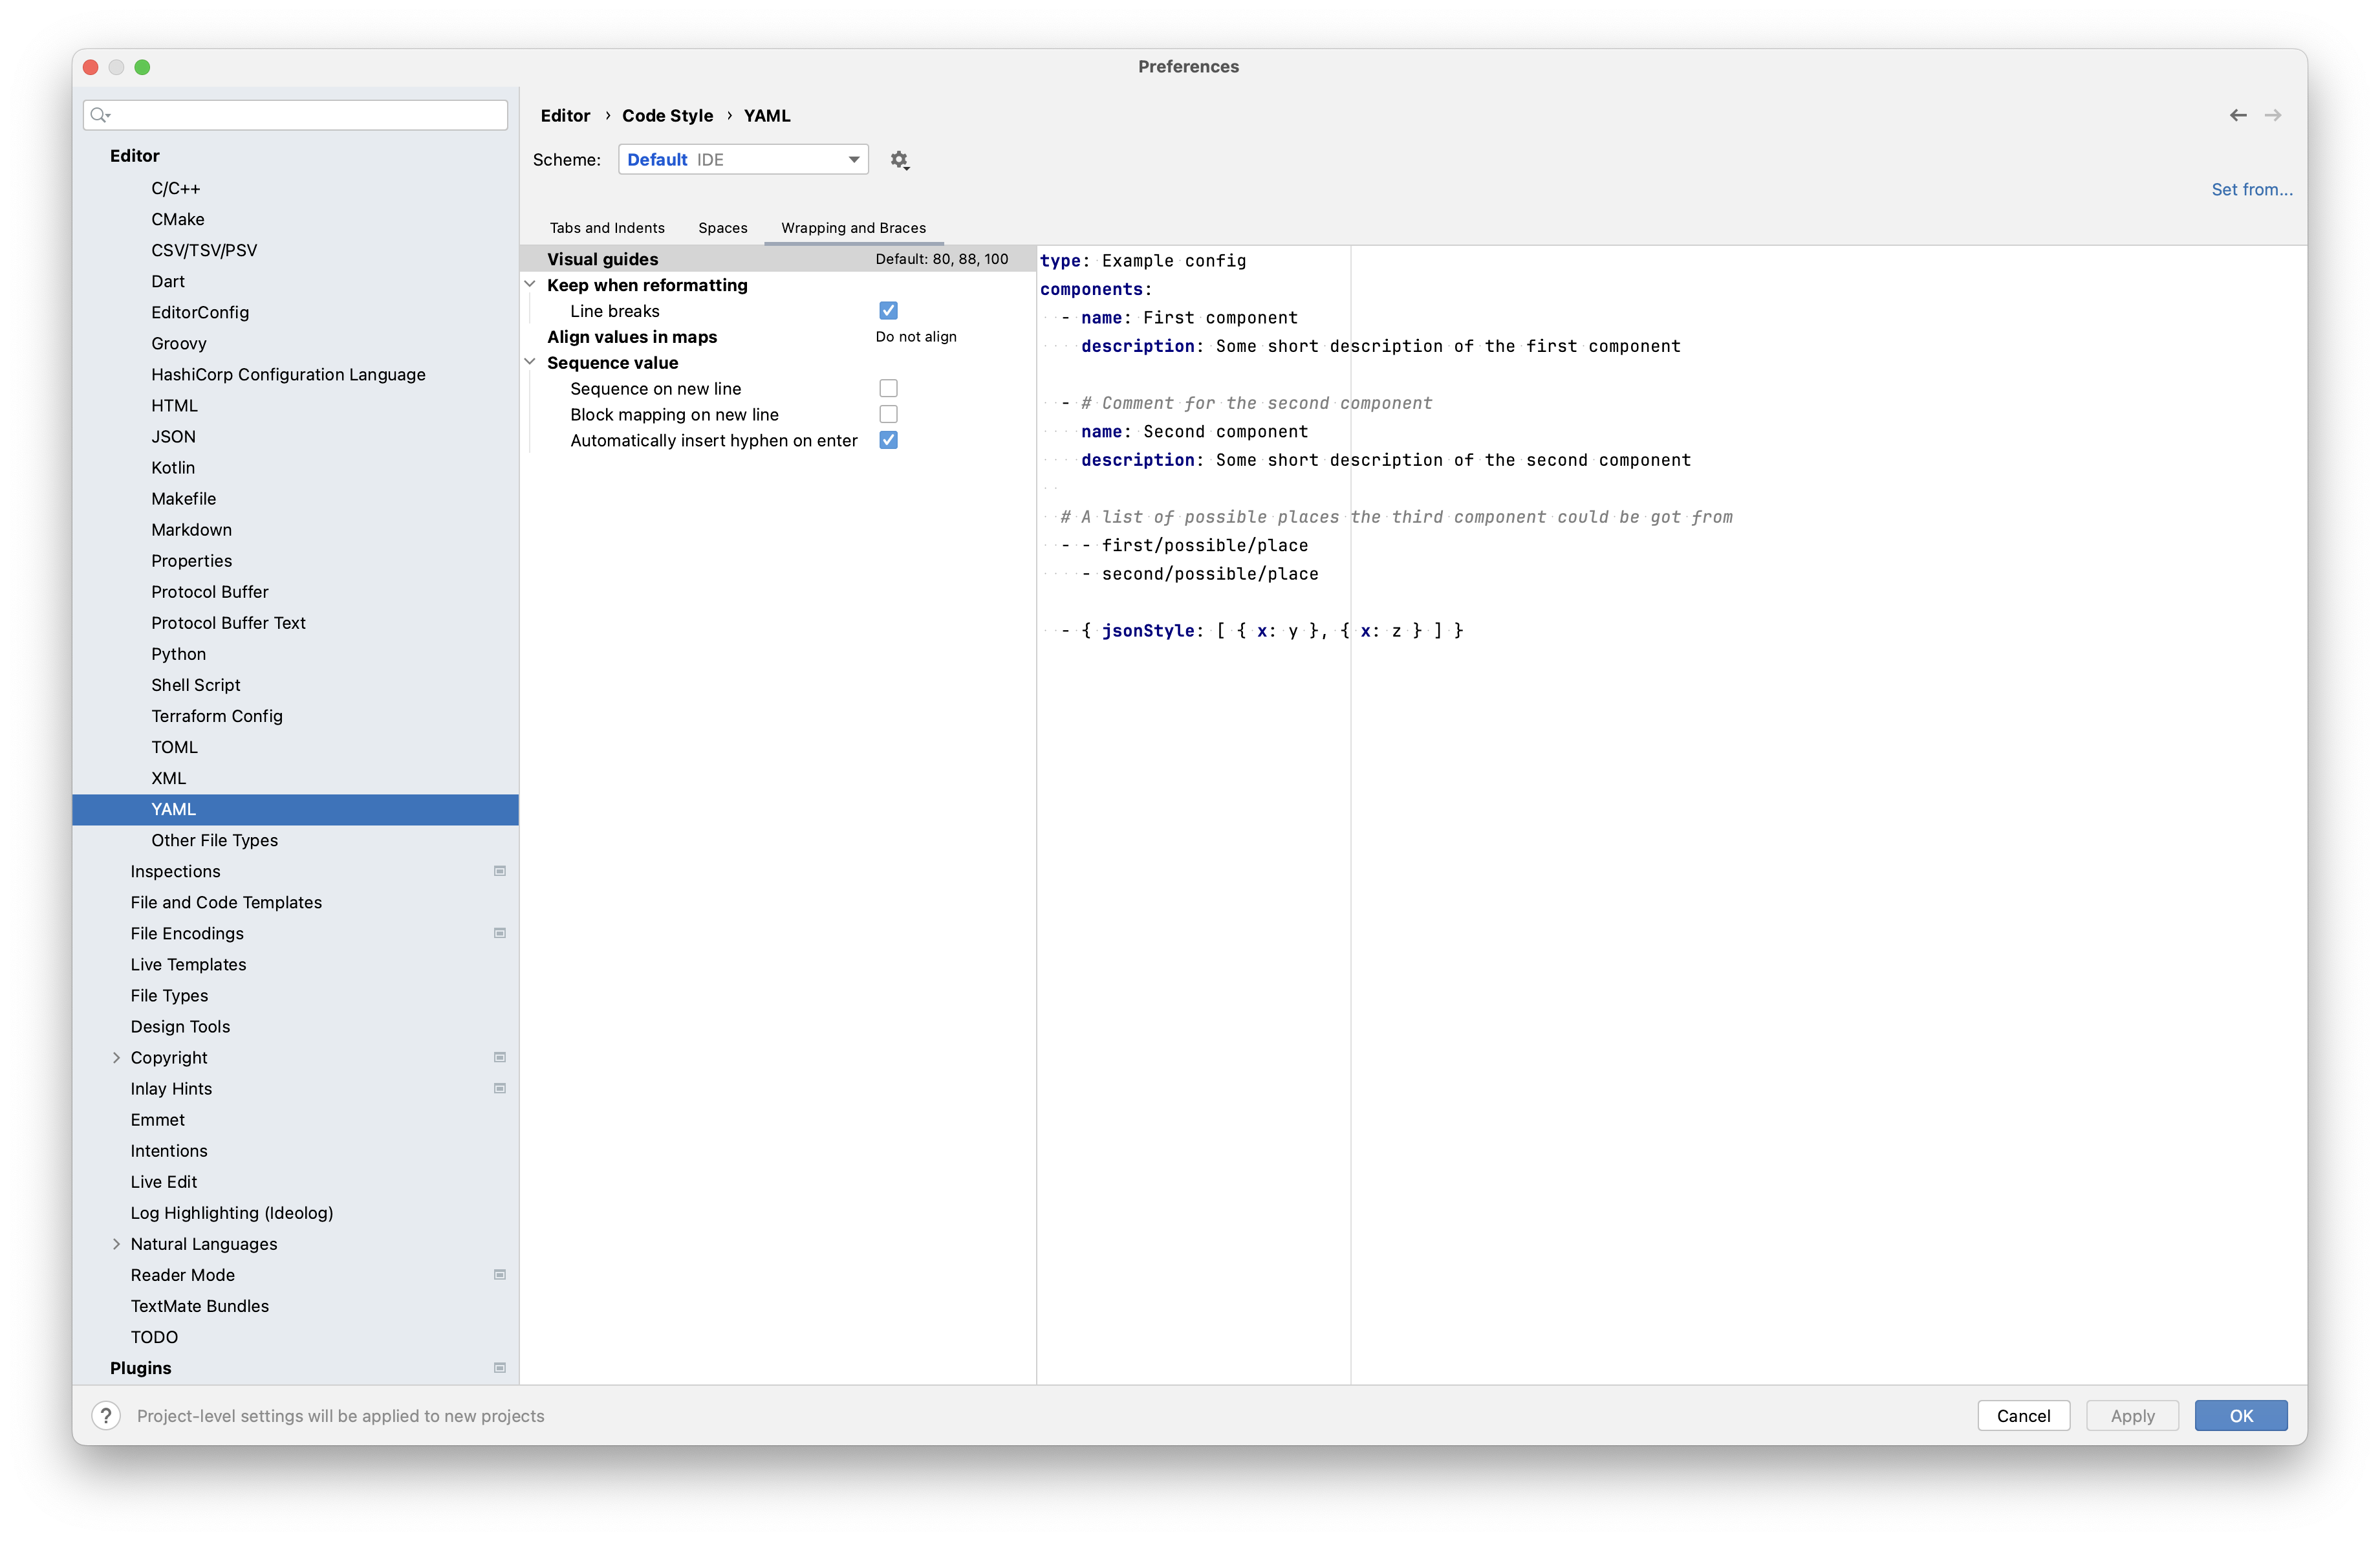 Preferences
Editor
C/C++
CMake
CSV/TSV/PSV
Dart
EditorConfig
Groovy
HashiCorp Configuration Language
HTML
JSON
Kotlin
Makefile
Markdown
Properties
Protocol Buffer
Protocol Buffer Text
Python
Shell Script
Terraform Config
TOML
XML
YAML
Other File Types
Inspections
File and Code Templates
File Encodings
Live Templates
File Types
Design Tools
Copyright
Inlay Hints
Emmet
Intentions
Live Edit
Log Highlighting (Ideolog)
Natural Languages
Reader Mode
TextMate Bundles
TODO
Plugins
Editor › Code Style › YAML
Scheme: Default IDE
Set from...
Tabs and Indents Spaces Wrapping and Braces
Visual guides Default: 80, 88, 100
Keep when reformatting
Line breaks
Align values in maps Do not align
Sequence value
Sequence on new line
Block mapping on new line
Automatically insert hyphen on enter
type: Example config
components:
  - name: First component
    description: Some short description of the first component
  - # Comment for the second component
    name: Second component
    description: Some short description of the second component
  # A list of possible places the third component could be got from
  - - first/possible/place
    - second/possible/place
  - { jsonStyle: [ { x: y }, { x: z } ] }
? Project-level settings will be applied to new projects
Cancel Apply OK